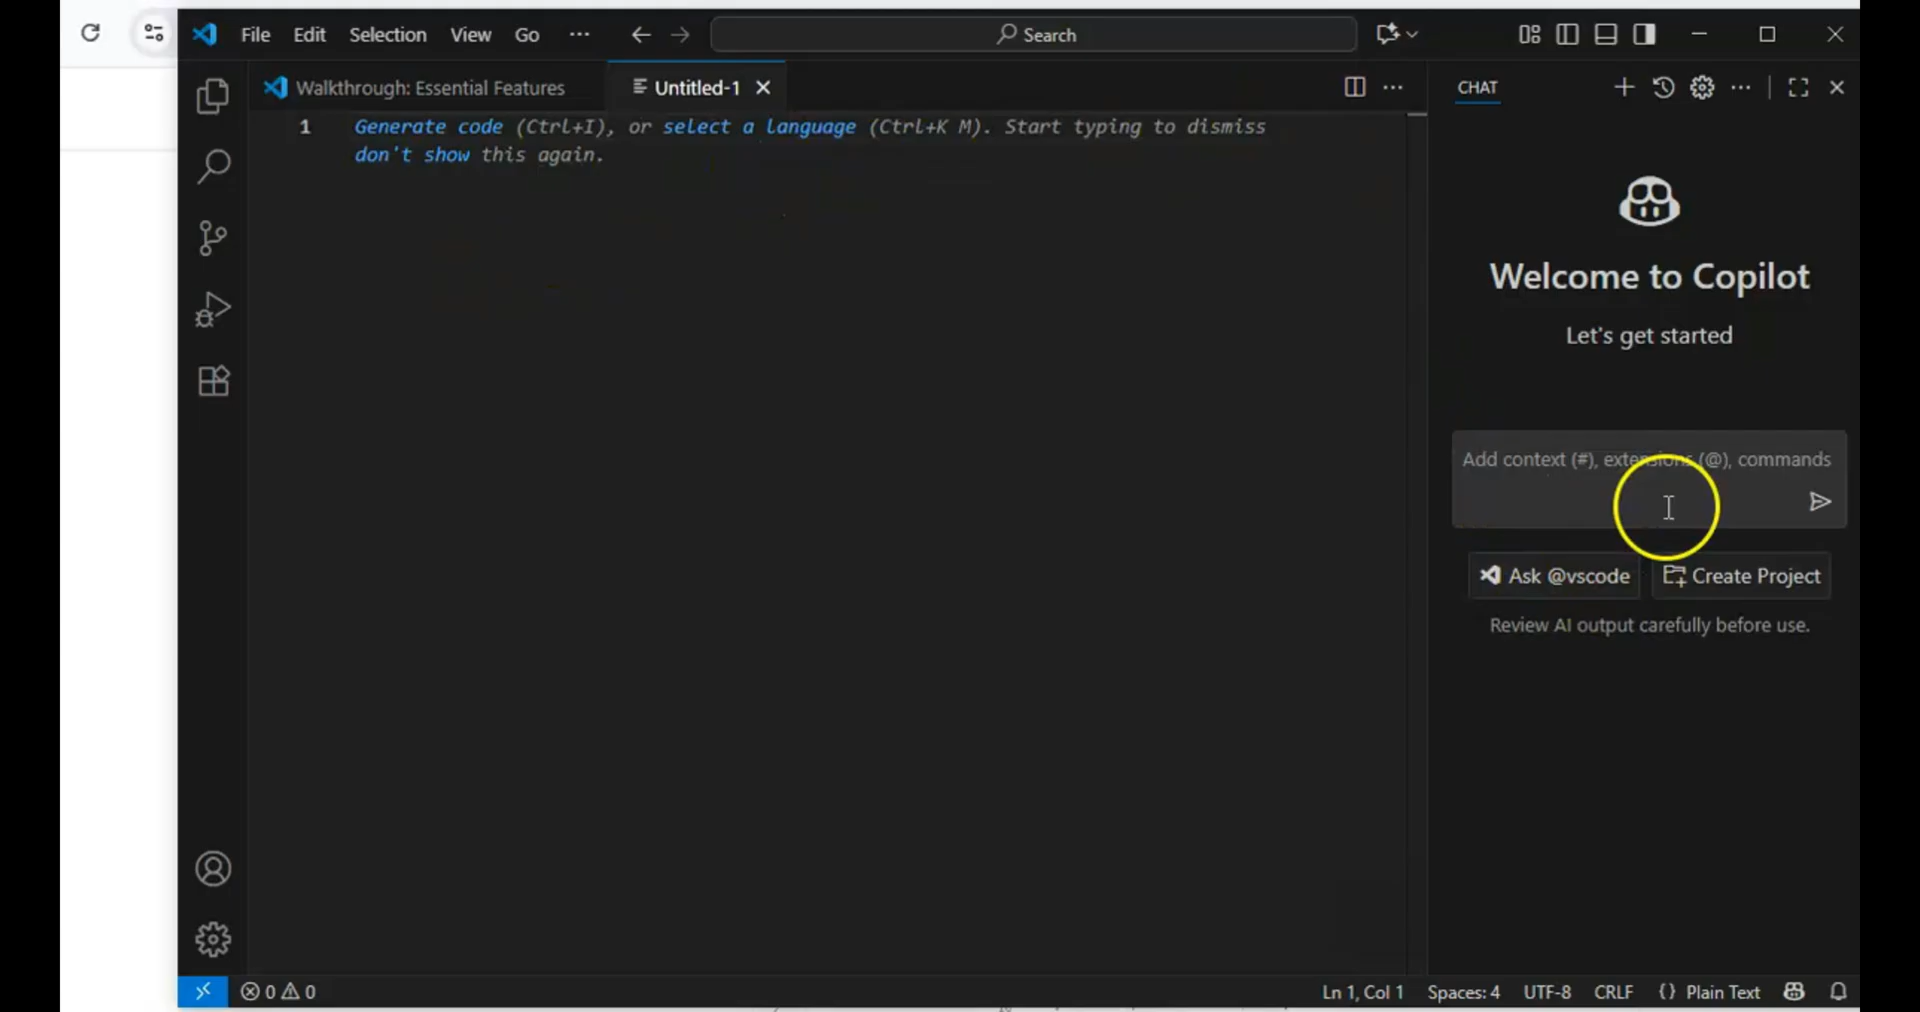 File Edit Selection View Go ··· Search
Walkthrough: Essential Features Untitled-1
CHAT
1 Generate code (Ctrl+I), or select a language (Ctrl+K M). Start typing to dismiss
don't show this again.
Welcome to Copilot
Let's get started
Add context (#), extensions (@), commands
Ask @vscode Create Project
Review AI output carefully before use.
0 0 Ln 1, Col 1 Spaces: 4 UTF-8 CRLF {} Plain Text